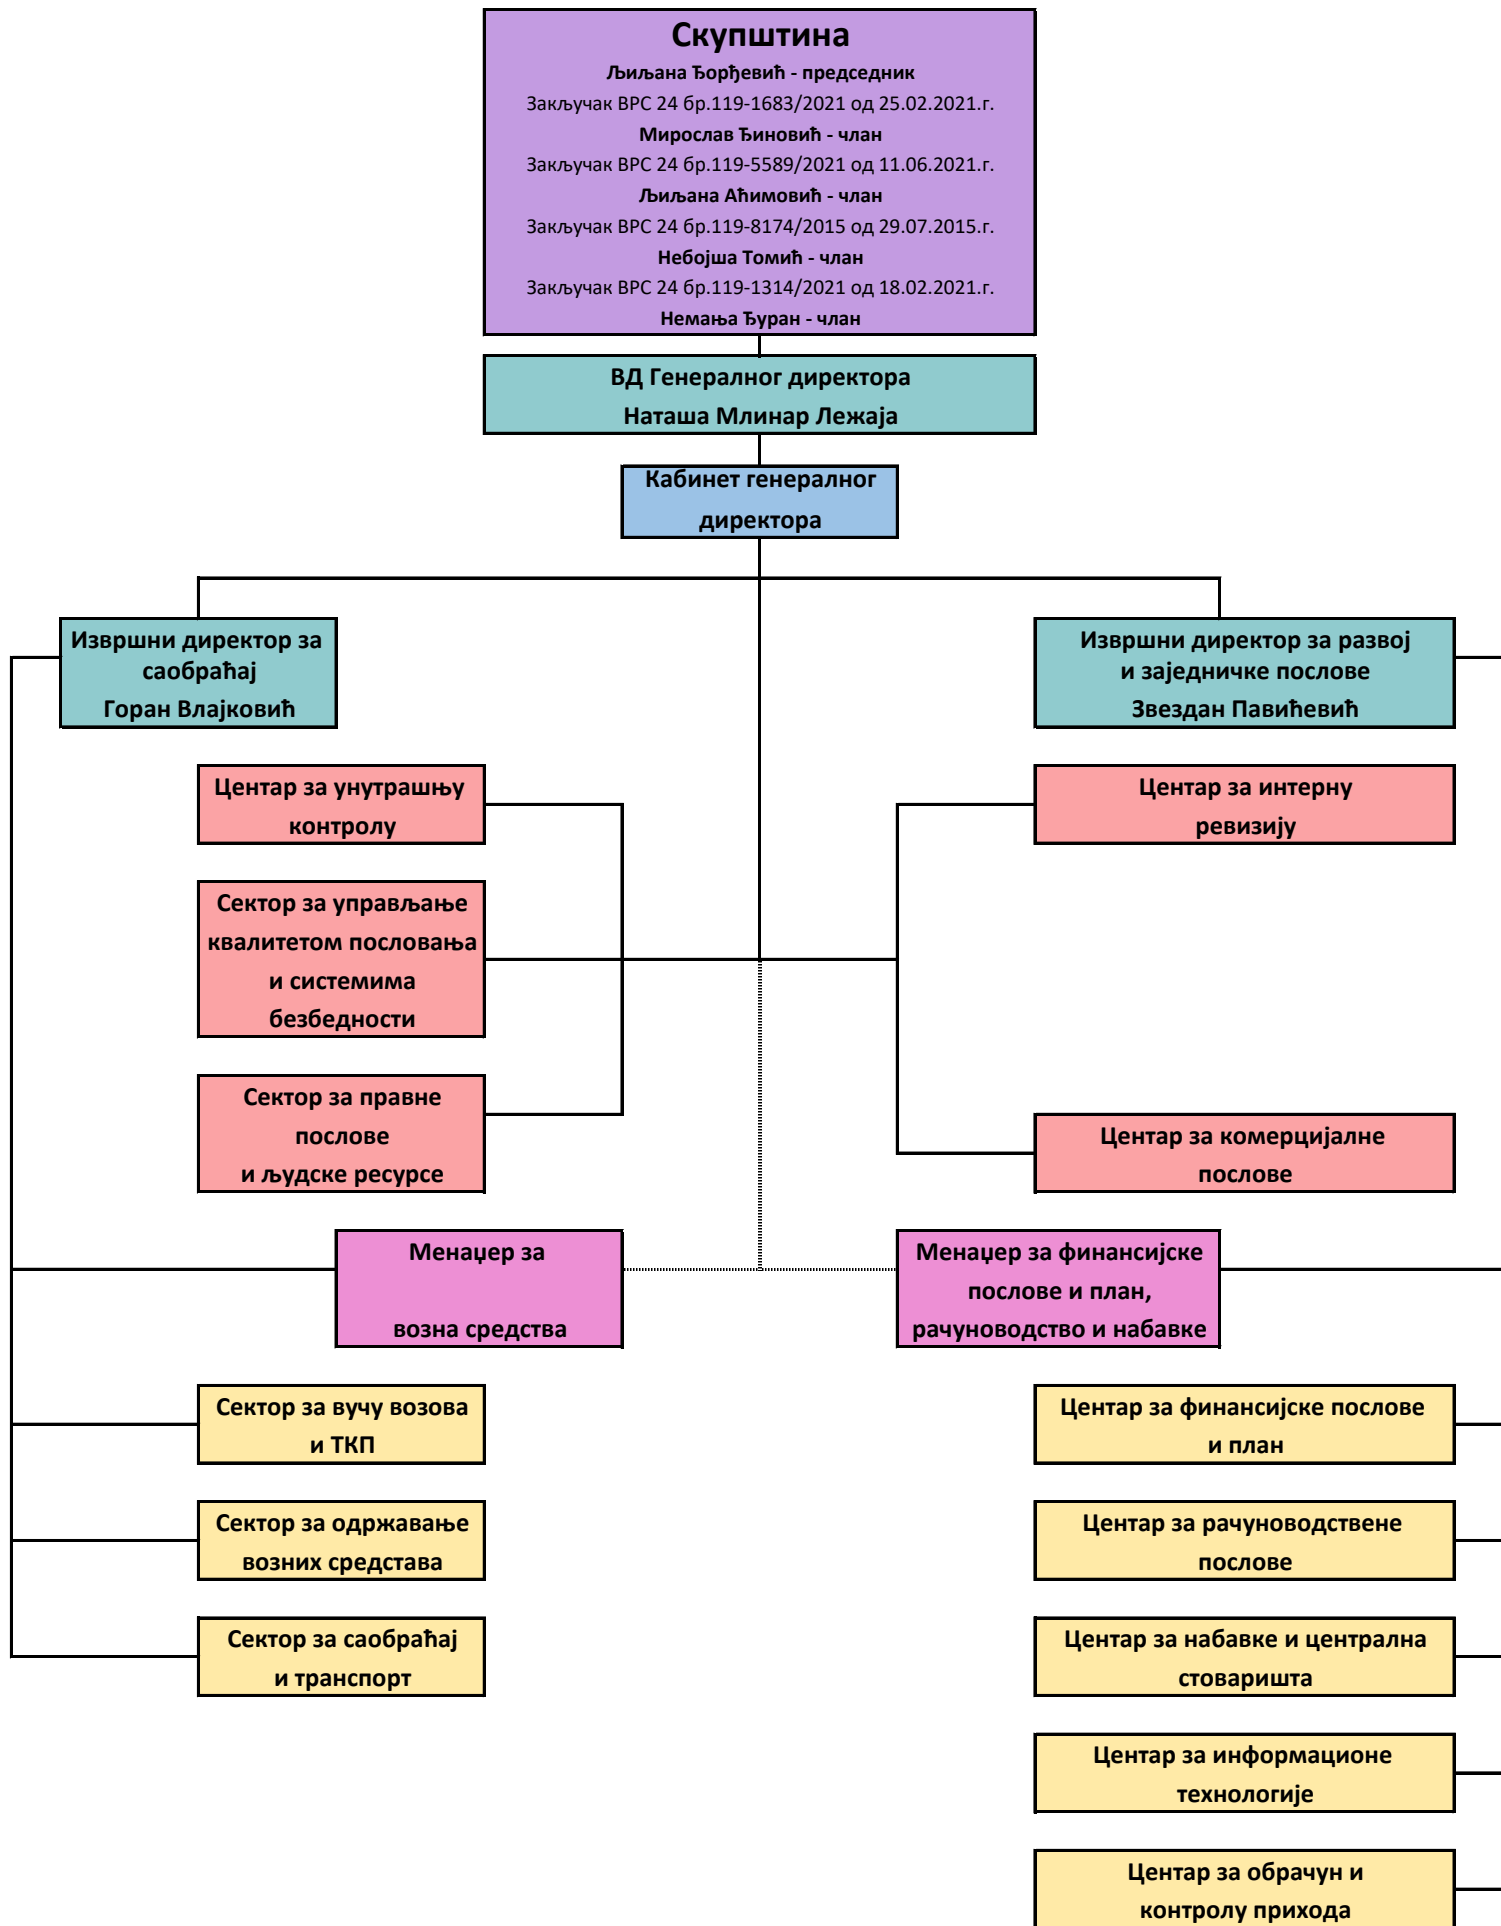 Скупштина
Љиљана Ђорђевић - председник
Закључак ВРС 24 бр.119-1683/2021 од 25.02.2021.г.
Мирослав Ђиновић - члан
Закључак ВРС 24 бр.119-5589/2021 од 11.06.2021.г.
Љиљана Аћимовић - члан
Закључак ВРС 24 бр.119-8174/2015 од 29.07.2015.г.
Небојша Томић - члан
Закључак ВРС 24 бр.119-1314/2021 од 18.02.2021.г.
Немања Ђуран - члан
ВД Генералног директора
Наташа Млинар Лежаја
Кабинет генералног
директора
Извршни директор за
саобраћај
Горан Влајковић
Извршни директор за развој
и заједничке послове
Звездан Павићевић
Центар за унутрашњу
контролу
Центар за интерну
ревизију
Сектор за управљање
квалитетом пословања
и системима
безбедности
Сектор за правне
послове
и људске ресурсе
Центар за комерцијалне
послове
Менаџер за
возна средства
Менаџер за финансијске
послове и план,
рачуноводство и набавке
Сектор за вучу возова
и ТКП
Центар за финансијске послове
и план
Сектор за одржавање
возних средстава
Центар за рачуноводствене
послове
Сектор за саобраћај
и транспорт
Центар за набавке и централна
стоваришта
Центар за информационе
технологије
Центар за обрачун и
контролу прихода